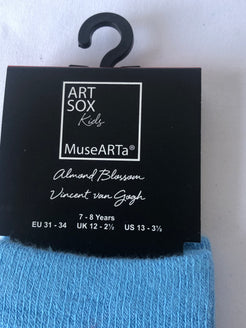 ART
SOX
Kids
MuseARTa®
Almond Blossom
Vincent van Gogh
7 - 8 Years
EU 31 - 34 UK 12 - 2½ US 13 - 3½